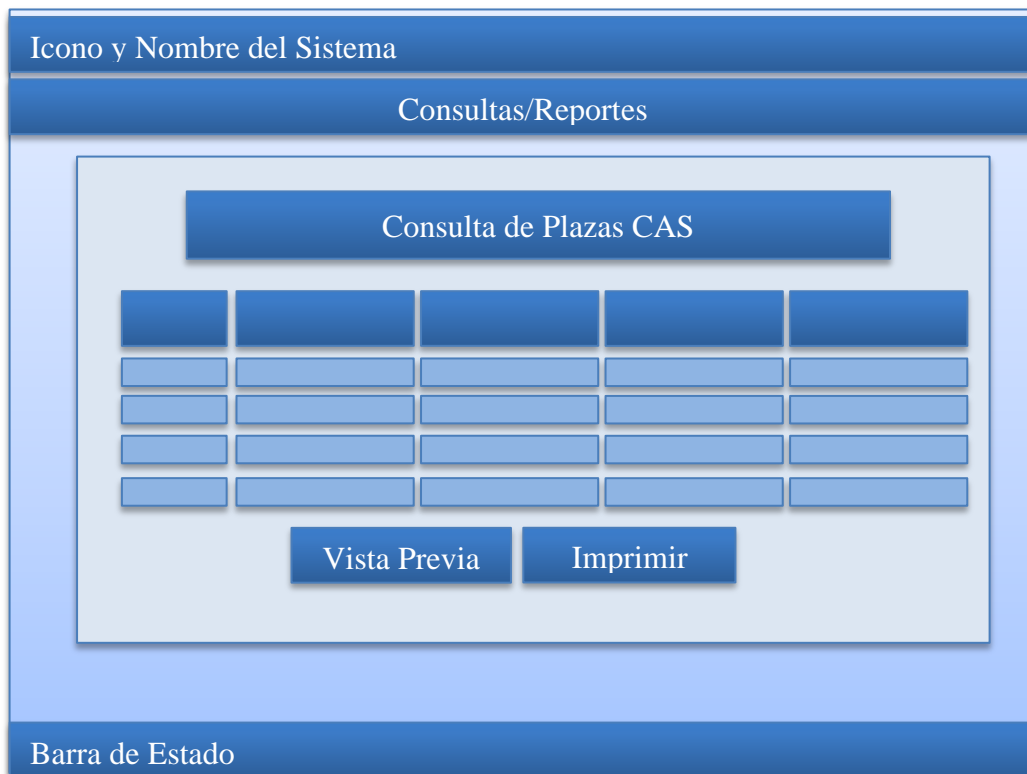 Icono y Nombre del Sistema
Consultas/Reportes
Consulta de Plazas CAS
Vista Previa
Imprimir
Barra de Estado